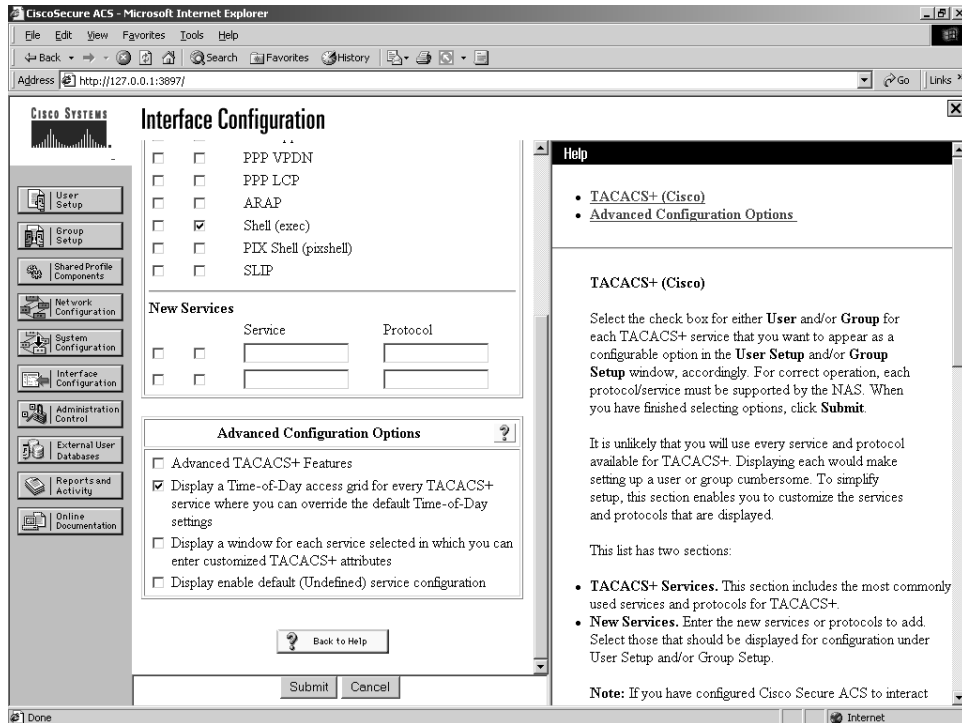 CiscoSecure ACS - Microsoft Internet Explorer
File Edit View Favorites Tools Help
Back Search Favorites History
Address http://127.0.0.1:3897/ Go Links »
CISCO SYSTEMS
Interface Configuration
User Setup
Group Setup
Shared Profile Components
Network Configuration
System Configuration
Interface Configuration
Administration Control
External User Databases
Reports and Activity
Online Documentation
PPP VPDN
PPP LCP
ARAP
Shell (exec)
PIX Shell (pixshell)
SLIP
New Services
Service Protocol
Advanced Configuration Options ?
Advanced TACACS+ Features
Display a Time-of-Day access grid for every TACACS+
service where you can override the default Time-of-Day
settings
Display a window for each service selected in which you can
enter customized TACACS+ attributes
Display enable default (Undefined) service configuration
? Back to Help
Submit Cancel
Help
• TACACS+ (Cisco)
• Advanced Configuration Options
TACACS+ (Cisco)
Select the check box for either User and/or Group for
each TACACS+ service that you want to appear as a
configurable option in the User Setup and/or Group
Setup window, accordingly. For correct operation, each
protocol/service must be supported by the NAS. When
you have finished selecting options, click Submit.
It is unlikely that you will use every service and protocol
available for TACACS+. Displaying each would make
setting up a user or group cumbersome. To simplify
setup, this section enables you to customize the services
and protocols that are displayed.
This list has two sections:
• TACACS+ Services. This section includes the most commonly
used services and protocols for TACACS+.
• New Services. Enter the new services or protocols to add.
Select those that should be displayed for configuration under
User Setup and/or Group Setup.
Note: If you have configured Cisco Secure ACS to interact
Done Internet